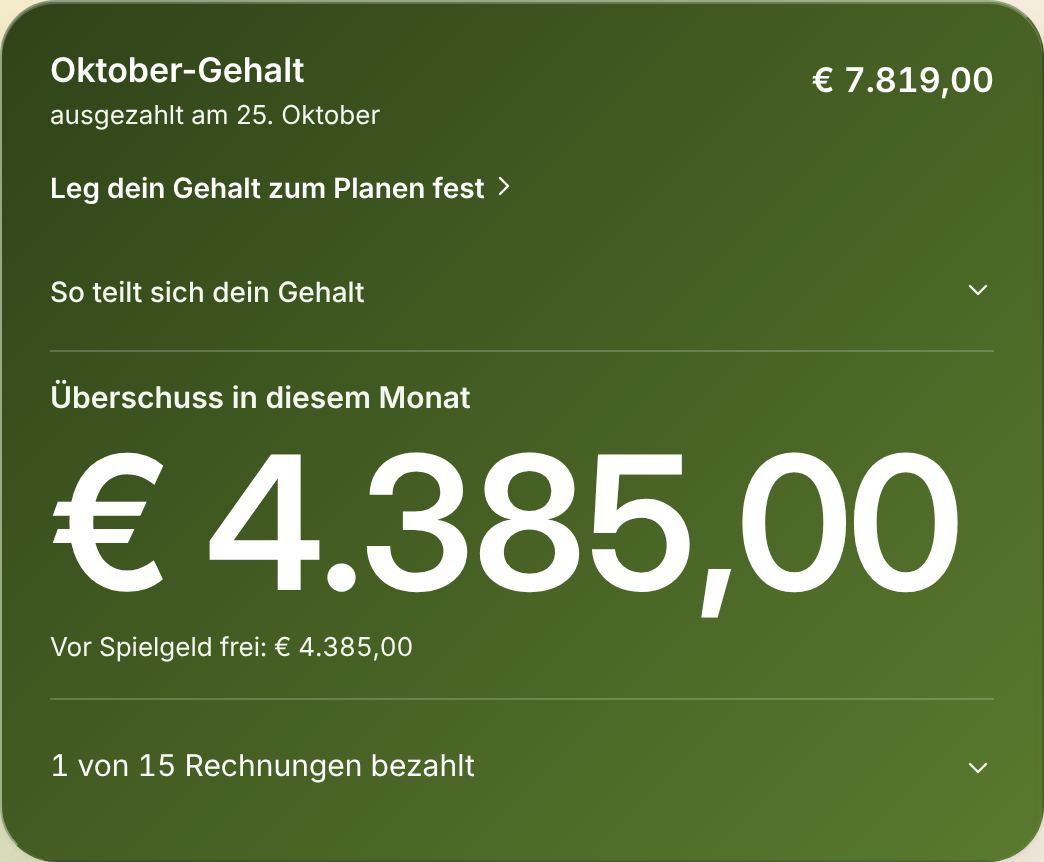 Oktober-Gehalt
€ 7.819,00
ausgezahlt am 25. Oktober
Leg dein Gehalt zum Planen fest
So teilt sich dein Gehalt
Überschuss in diesem Monat
€ 4.385,00
Vor Spielgeld frei: € 4.385,00
1 von 15 Rechnungen bezahlt